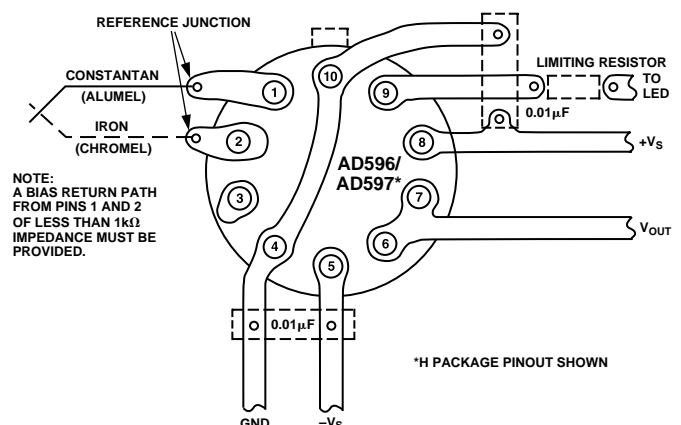 REFERENCE JUNCTION
CONSTANTAN
(ALUMEL)
IRON
(CHROMEL)
NOTE:
A BIAS RETURN PATH
FROM PINS 1 AND 2
OF LESS THAN 1kΩ
IMPEDANCE MUST BE
PROVIDED.
10
1
9
2
8
3
7
4
6
5
AD596/
AD597*
LIMITING RESISTOR
TO
LED
0.01μF
+VS
VOUT
0.01μF
*H PACKAGE PINOUT SHOWN
GND
–VS